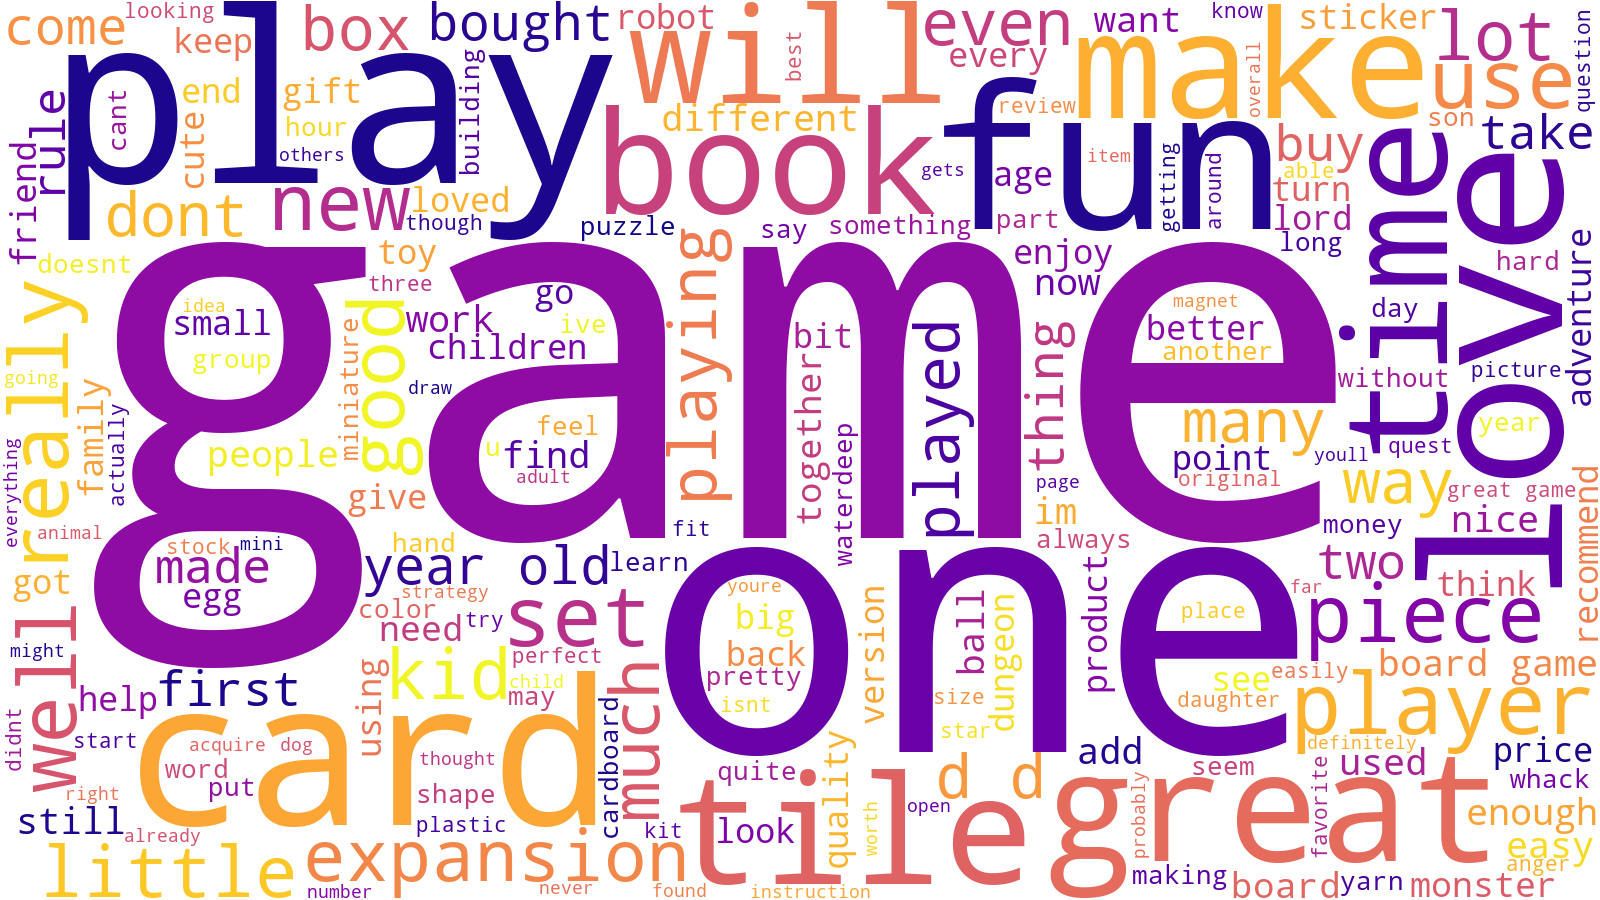 looking
come
keep
box
bought
robot
will
even
want
know
sticker
lot
every
best
make
use
question
play
end
gift
hour
cute
cant
building
others
rule
friend
different
review
overall
son
take
book
fun
item
buy
able
turn
gets
age
getting
around
dont
new
loved
though
puzzle
say
something
part
lord
long
time
love
hard
adventure
doesnt
toy
three
playing
enjoy
now
game
idea
small
group
go
ive
work
children
good
miniature
draw
bit
together
played
thing
magnet
better
another
day
without
picture
going
really
family
actually
everything
people
feel
u
find
adult
waterdeep
many
point
original
quest
youll
year
way
great game
page
im
animal
stock
mini
made
egg
give
hand
fit
always
money
nice
recommend
got
year old
learn
one
two
think
far
strategy
color
need
try
set
youre
big
back
pretty
isnt
version
ball
dungeon
product
place
piece
might
well
help
first
using
kid
perfect
child
may
much
size
star
see
daughter
easily
board game
player
didnt
start
acquire
dog
word
put
card
thought
shape
plastic
cardboard
quite
d d
add
seem
definitely
used
price
whack
right
still
already
kit
look
quality
worth
open
tile
probably
great
favorite
enough
easy
anger
little
expansion
number
never
found
instruction
making
board
yarn
monster